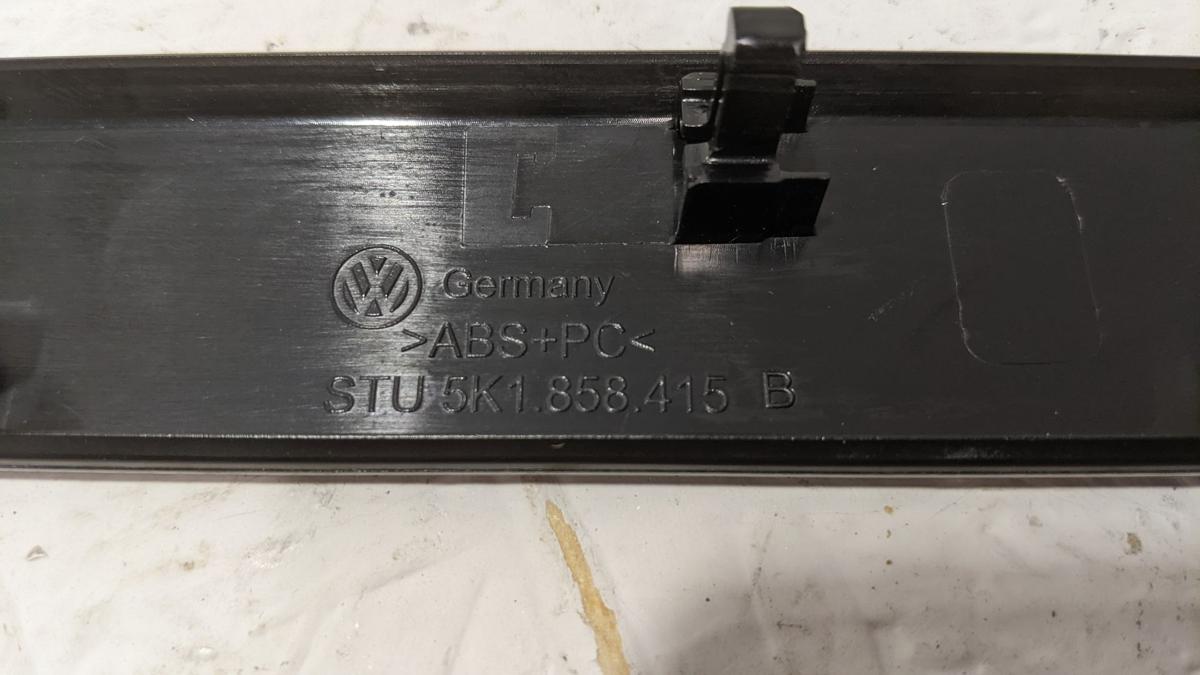 VW Germany
>ABS+PC<
STU 5K1.858.415 B